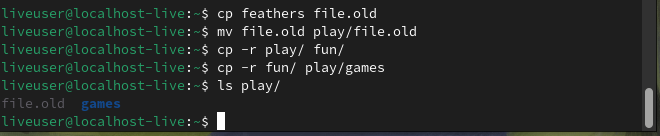 liveuser@localhost-live:~$ cp feathers file.old
liveuser@localhost-live:~$ mv file.old play/file.old
liveuser@localhost-live:~$ cp -r play/ fun/
liveuser@localhost-live:~$ cp -r fun/ play/games
liveuser@localhost-live:~$ ls play/
file.old  games
liveuser@localhost-live:~$